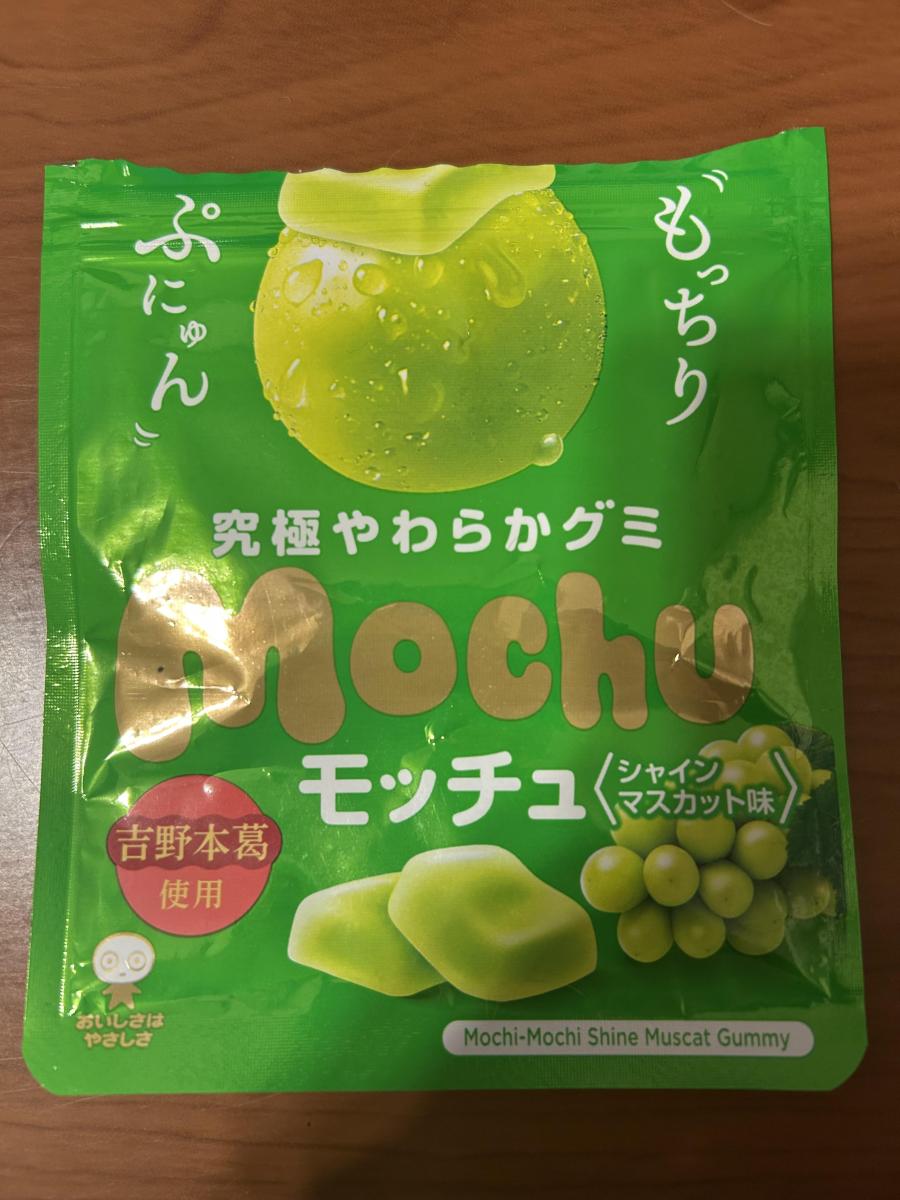 もっちり
ぷにゅん
究極やわらかグミ
Mochu
モッチュ
〈シャイン
マスカット味〉
吉野本葛
使用
おいしさは
やさしさ
Mochi-Mochi Shine Muscat Gummy